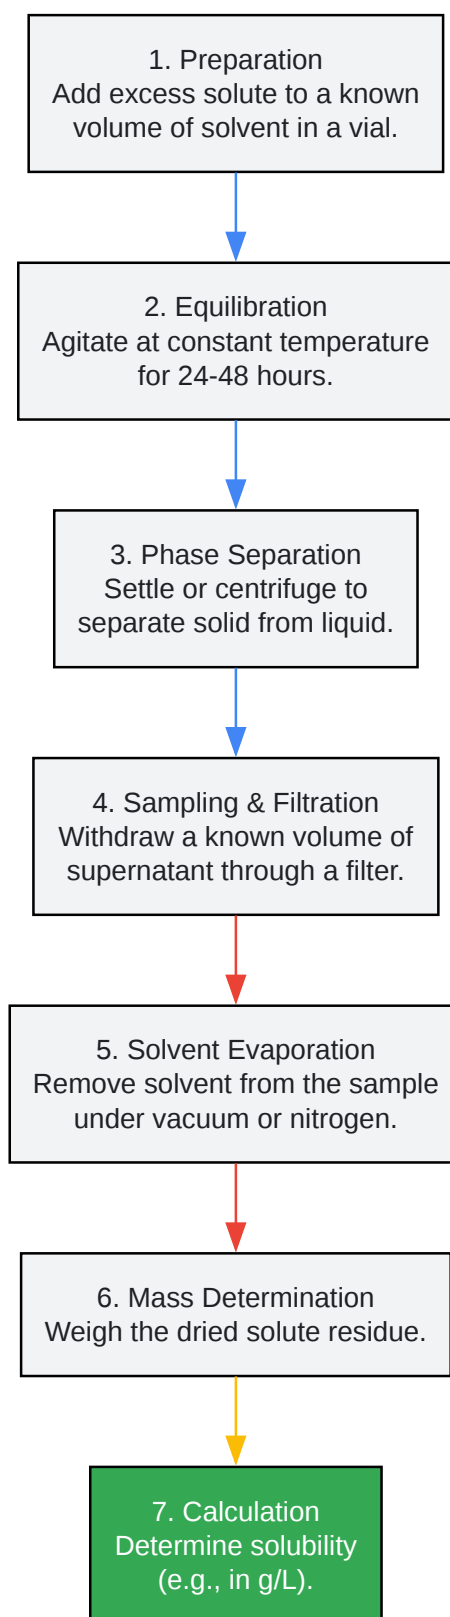 1. Preparation
Add excess solute to a known
volume of solvent in a vial.
2. Equilibration
Agitate at constant temperature
for 24-48 hours.
3. Phase Separation
Settle or centrifuge to
separate solid from liquid.
4. Sampling & Filtration
Withdraw a known volume of
supernatant through a filter.
5. Solvent Evaporation
Remove solvent from the sample
under vacuum or nitrogen.
6. Mass Determination
Weigh the dried solute residue.
7. Calculation
Determine solubility
(e.g., in g/L).